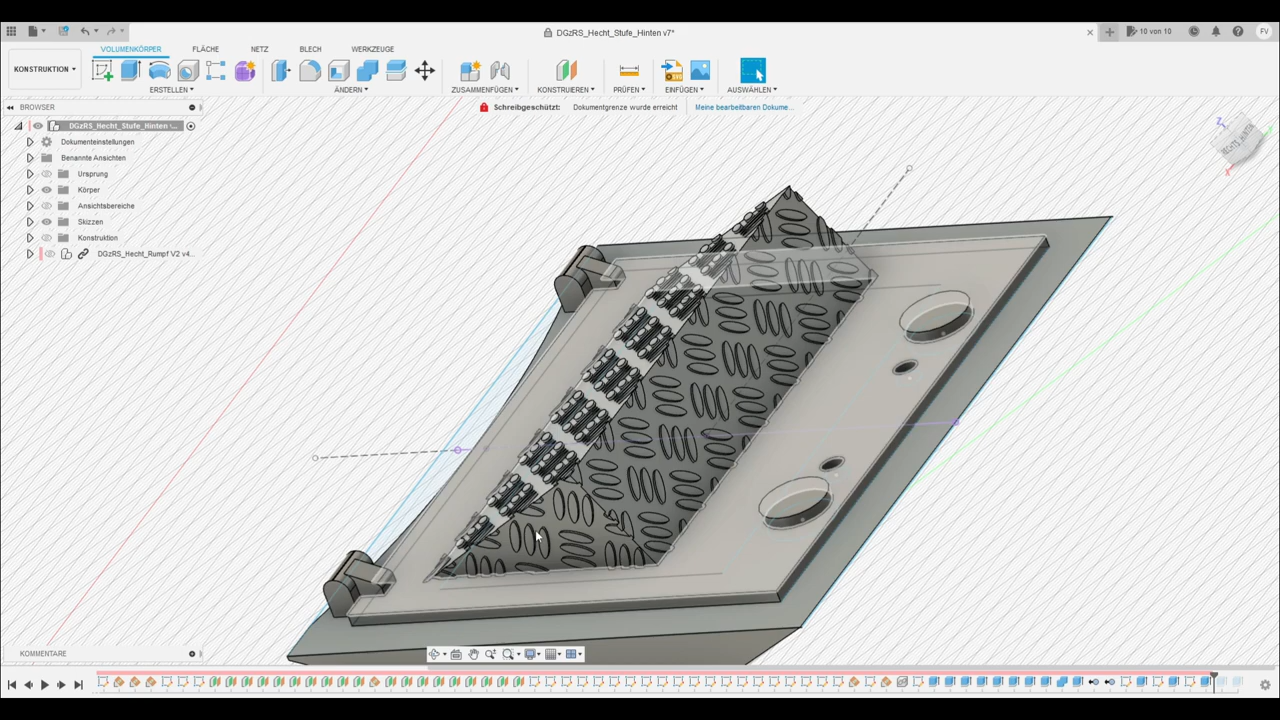 DGzRS_Hecht_Stufe_Hinten v7*
10 von 10
FV
VOLUMENKÖRPER FLÄCHE NETZ BLECH WERKZEUGE
KONSTRUKTION
ERSTELLEN ÄNDERN ZUSAMMENFÜGEN KONSTRUIEREN PRÜFEN EINFÜGEN AUSWÄHLEN
BROWSER
Schreibgeschützt: Dokumentgrenze wurde erreicht Meine bearbeitbaren Dokume...
DGzRS_Hecht_Stufe_Hinten
Dokumenteinstellungen
Benannte Ansichten
Ursprung
Körper
Ansichtsbereiche
Skizzen
Konstruktion
DGzRS_Hecht_Rumpf V2 v4...
Z
RECHTS HINTEN
X
KOMMENTARE